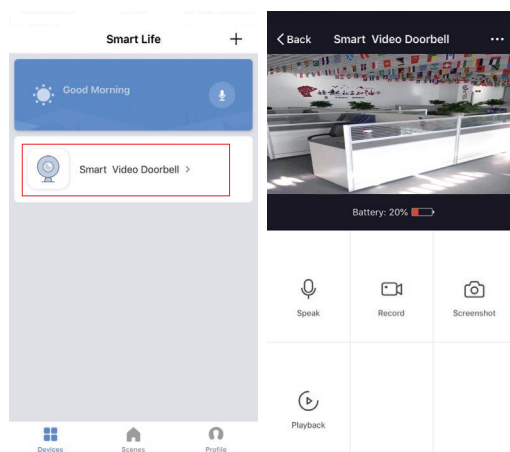 Smart Life
Good Morning
Smart Video Doorbell
Devices
Scenes
Profile
Back
Smart Video Doorbell
Battery: 20%
Speak
Record
Screenshot
Playback